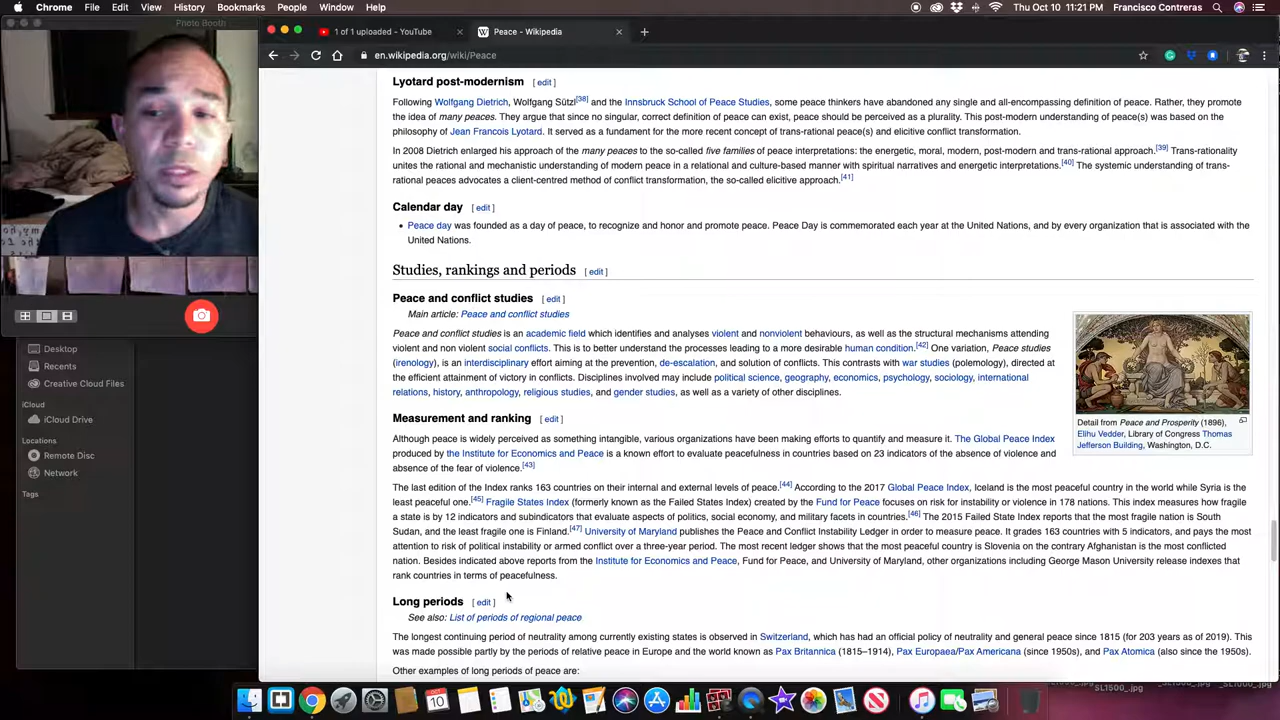 Chrome File Edit View History Bookmarks People Window Help
Thu Oct 10 11:21 PM Francisco Contreras
Photo Booth
1 of 1 uploaded - YouTube
Peace - Wikipedia
en.wikipedia.org/wiki/Peace
Lyotard post-modernism [ edit ]
Following Wolfgang Dietrich, Wolfgang Sützl[38] and the Innsbruck School of Peace Studies, some peace thinkers have abandoned any single and all-encompassing definition of peace. Rather, they promote
the idea of many peaces. They argue that since no singular, correct definition of peace can exist, peace should be perceived as a plurality. This post-modern understanding of peace(s) was based on the
philosophy of Jean Francois Lyotard. It served as a fundament for the more recent concept of trans-rational peace(s) and elicitive conflict transformation.
In 2008 Dietrich enlarged his approach of the many peaces to the so-called five families of peace interpretations: the energetic, moral, modern, post-modern and trans-rational approach.[39] Trans-rationality
unites the rational and mechanistic understanding of modern peace in a relational and culture-based manner with spiritual narratives and energetic interpretations.[40] The systemic understanding of trans-
rational peaces advocates a client-centred method of conflict transformation, the so-called elicitive approach.[41]
Calendar day [ edit ]
Peace day was founded as a day of peace, to recognize and honor and promote peace. Peace Day is commemorated each year at the United Nations, and by every organization that is associated with the
United Nations.
Studies, rankings and periods [ edit ]
Peace and conflict studies [ edit ]
Main article: Peace and conflict studies
Peace and conflict studies is an academic field which identifies and analyses violent and nonviolent behaviours, as well as the structural mechanisms attending
violent and non violent social conflicts. This is to better understand the processes leading to a more desirable human condition.[42] One variation, Peace studies
(irenology), is an interdisciplinary effort aiming at the prevention, de-escalation, and solution of conflicts. This contrasts with war studies (polemology), directed at
the efficient attainment of victory in conflicts. Disciplines involved may include political science, geography, economics, psychology, sociology, international
relations, history, anthropology, religious studies, and gender studies, as well as a variety of other disciplines.
Detail from Peace and Prosperity (1896),
Elihu Vedder, Library of Congress Thomas
Jefferson Building, Washington, D.C.
Measurement and ranking [ edit ]
Although peace is widely perceived as something intangible, various organizations have been making efforts to quantify and measure it. The Global Peace Index
produced by the Institute for Economics and Peace is a known effort to evaluate peacefulness in countries based on 23 indicators of the absence of violence and
absence of the fear of violence.[43]
The last edition of the Index ranks 163 countries on their internal and external levels of peace.[44] According to the 2017 Global Peace Index, Iceland is the most peaceful country in the world while Syria is the
least peaceful one.[45] Fragile States Index (formerly known as the Failed States Index) created by the Fund for Peace focuses on risk for instability or violence in 178 nations. This index measures how fragile
a state is by 12 indicators and subindicators that evaluate aspects of politics, social economy, and military facets in countries.[46] The 2015 Failed State Index reports that the most fragile nation is South
Sudan, and the least fragile one is Finland.[47] University of Maryland publishes the Peace and Conflict Instability Ledger in order to measure peace. It grades 163 countries with 5 indicators, and pays the most
attention to risk of political instability or armed conflict over a three-year period. The most recent ledger shows that the most peaceful country is Slovenia on the contrary Afghanistan is the most conflicted
nation. Besides indicated above reports from the Institute for Economics and Peace, Fund for Peace, and University of Maryland, other organizations including George Mason University release indexes that
rank countries in terms of peacefulness.
Long periods [ edit ]
See also: List of periods of regional peace
The longest continuing period of neutrality among currently existing states is observed in Switzerland, which has had an official policy of neutrality and general peace since 1815 (for 203 years as of 2019). This
was made possible partly by the periods of relative peace in Europe and the world known as Pax Britannica (1815–1914), Pax Europaea/Pax Americana (since 1950s), and Pax Atomica (also since the 1950s).
Other examples of long periods of peace are:
Desktop
Recents
Creative Cloud Files
iCloud
iCloud Drive
Locations
Remote Disc
Network
Tags
10